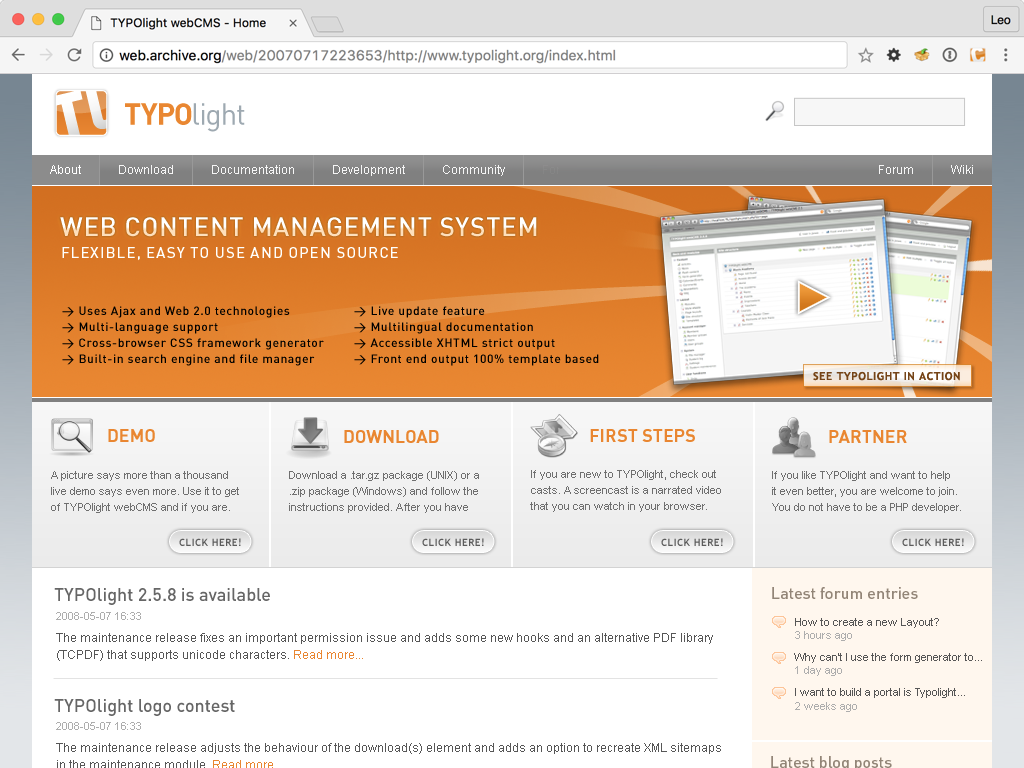 TYPOlight webCMS - Home
Leo
web.archive.org/web/20070717223653/http://www.typolight.org/index.html
TYPOlight
About Download Documentation Development Community Forum Wiki
WEB CONTENT MANAGEMENT SYSTEM
FLEXIBLE, EASY TO USE AND OPEN SOURCE
→ Uses Ajax and Web 2.0 technologies
→ Multi-language support
→ Cross-browser CSS framework generator
→ Built-in search engine and file manager
→ Live update feature
→ Multilingual documentation
→ Accessible XHTML strict output
→ Front end output 100% template based
SEE TYPOLIGHT IN ACTION
DEMO
A picture says more than a thousand
live demo says even more. Use it to get
of TYPOlight webCMS and if you are.
CLICK HERE!
DOWNLOAD
Download a .tar.gz package (UNIX) or a
.zip package (Windows) and follow the
instructions provided. After you have
CLICK HERE!
FIRST STEPS
If you are new to TYPOlight, check out
casts. A screencast is a narrated video
that you can watch in your browser.
CLICK HERE!
PARTNER
If you like TYPOlight and want to help
it even better, you are welcome to join.
You do not have to be a PHP developer.
CLICK HERE!
TYPOlight 2.5.8 is available
2008-05-07 16:33
The maintenance release fixes an important permission issue and adds some new hooks and an alternative PDF library
(TCPDF) that supports unicode characters. Read more...
TYPOlight logo contest
2008-05-07 16:33
The maintenance release adjusts the behaviour of the download(s) element and adds an option to recreate XML sitemaps
in the maintenance module. Read more
Latest forum entries
How to create a new Layout?
3 hours ago
Why can't I use the form generator to...
1 day ago
I want to build a portal is Typolight...
2 weeks ago
Latest blog posts